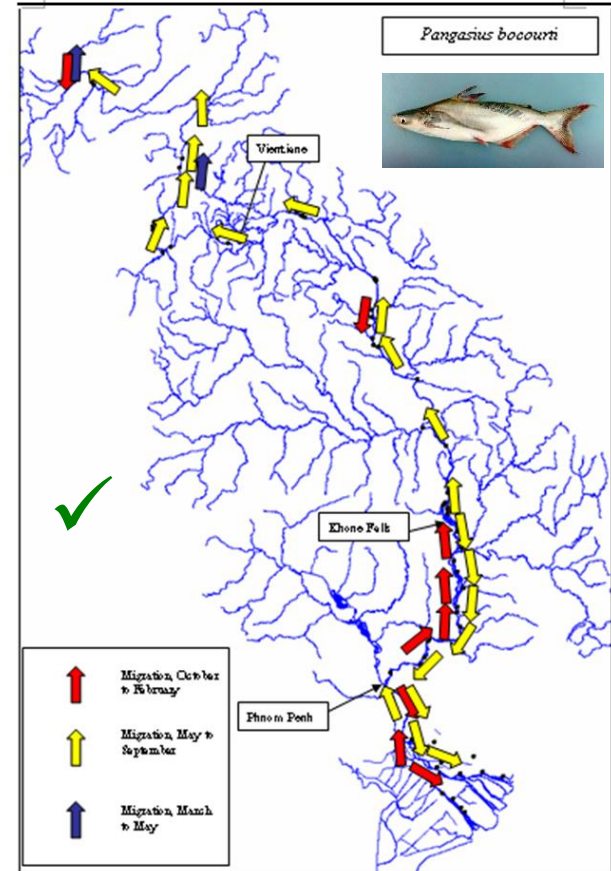 Pangasius bocourti
Vientiane
Khone Falls
Phnom Penh
Migration, October
to February
Migration, May to
September
Migration, March
to May